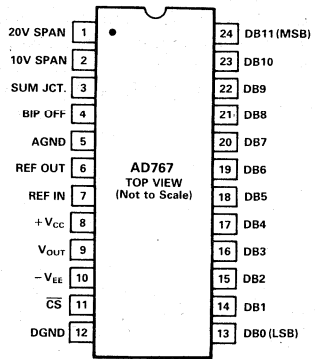 20V SPAN 1
10V SPAN 2
SUM JCT. 3
BIP OFF 4
AGND 5
REF OUT 6
REF IN 7
+VCC 8
VOUT 9
−VEE 10
C̅S̅ 11
DGND 12
AD767
TOP VIEW
(Not to Scale)
24 DB11 (MSB)
23 DB10
22 DB9
21 DB8
20 DB7
19 DB6
18 DB5
17 DB4
16 DB3
15 DB2
14 DB1
13 DB0 (LSB)